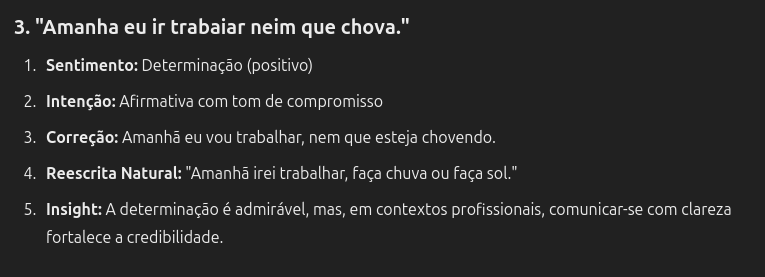 3. "Amanha eu ir trabaiar neim que chova."
1. Sentimento: Determinação (positivo)
2. Intenção: Afirmativa com tom de compromisso
3. Correção: Amanhã eu vou trabalhar, nem que esteja chovendo.
4. Reescrita Natural: "Amanhã irei trabalhar, faça chuva ou faça sol."
5. Insight: A determinação é admirável, mas, em contextos profissionais, comunicar-se com clareza
fortalece a credibilidade.